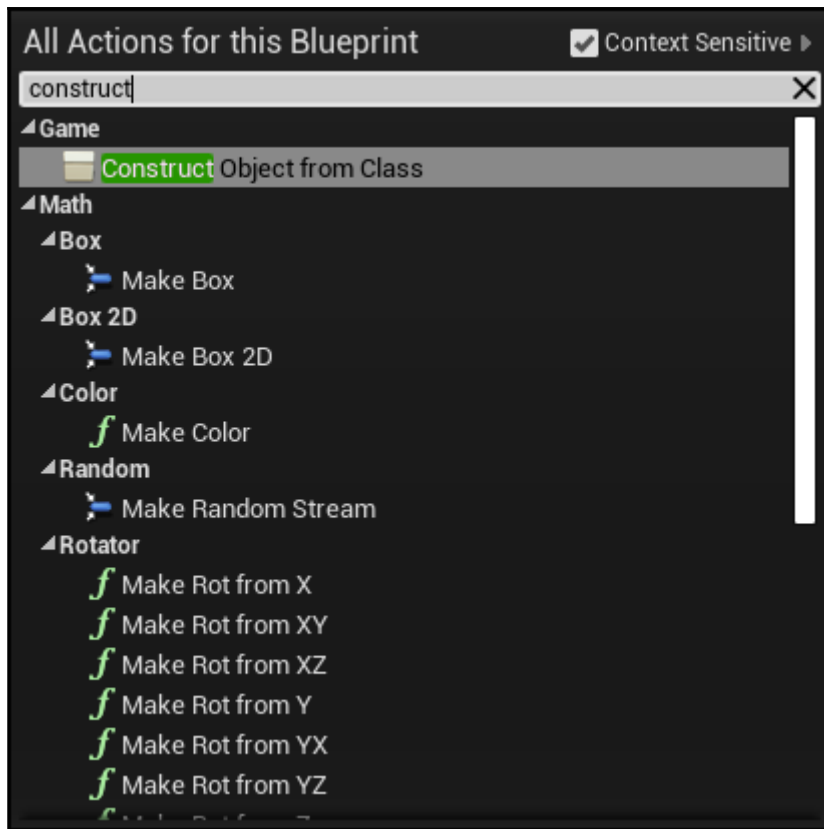 All Actions for this Blueprint Context Sensitive
construct
Game
Construct Object from Class
Math
Box
Make Box
Box 2D
Make Box 2D
Color
f Make Color
Random
Make Random Stream
Rotator
f Make Rot from X
f Make Rot from XY
f Make Rot from XZ
f Make Rot from Y
f Make Rot from YX
f Make Rot from YZ